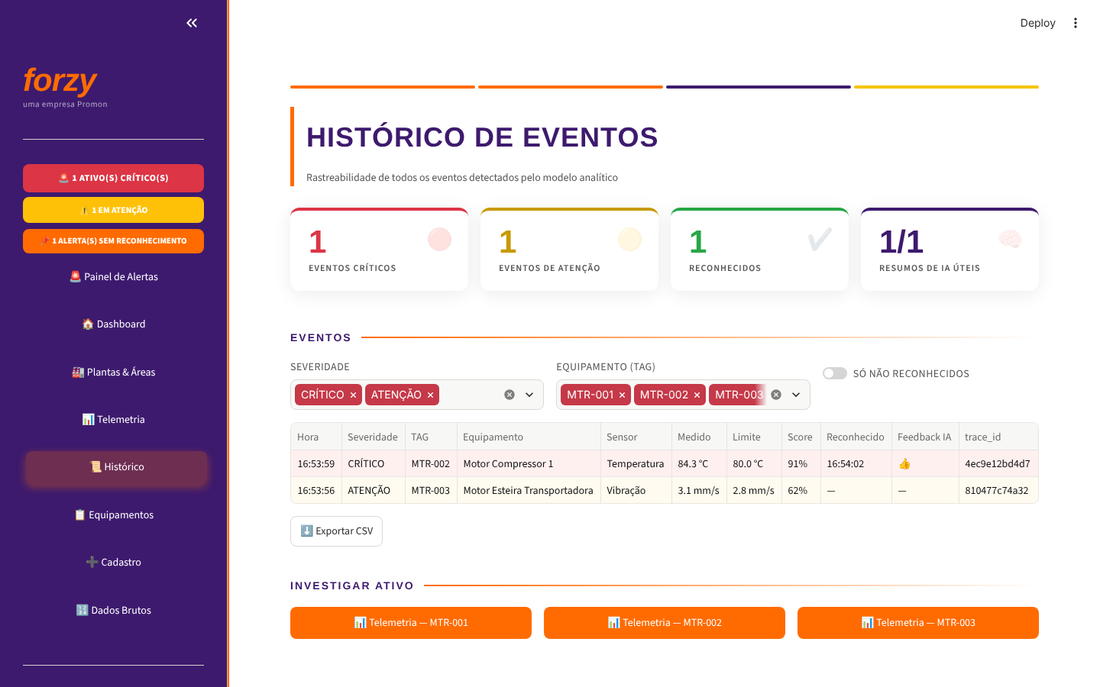 Deploy
forzy
uma empresa Promon
🚨 1 ATIVO(S) CRÍTICO(S)
⚠️ 1 EM ATENÇÃO
📌 1 ALERTA(S) SEM RECONHECIMENTO
🚨 Painel de Alertas
🏠 Dashboard
🏭 Plantas & Áreas
📊 Telemetria
📜 Histórico
📋 Equipamentos
➕ Cadastro
🔢 Dados Brutos
HISTÓRICO DE EVENTOS
Rastreabilidade de todos os eventos detectados pelo modelo analítico
1
EVENTOS CRÍTICOS
1
EVENTOS DE ATENÇÃO
1
RECONHECIDOS
1/1
RESUMOS DE IA ÚTEIS
EVENTOS
SEVERIDADE
CRÍTICO ATENÇÃO
EQUIPAMENTO (TAG)
MTR-001 MTR-002 MTR-003
SÓ NÃO RECONHECIDOS
Hora Severidade TAG Equipamento Sensor Medido Limite Score Reconhecido Feedback IA trace_id
16:53:59 CRÍTICO MTR-002 Motor Compressor 1 Temperatura 84.3 °C 80.0 °C 91% 16:54:02 👍 4ec9e12bd4d7
16:53:56 ATENÇÃO MTR-003 Motor Esteira Transportadora Vibração 3.1 mm/s 2.8 mm/s 62% — — 810477c74a32
⬇️ Exportar CSV
INVESTIGAR ATIVO
📊 Telemetria — MTR-001
📊 Telemetria — MTR-002
📊 Telemetria — MTR-003